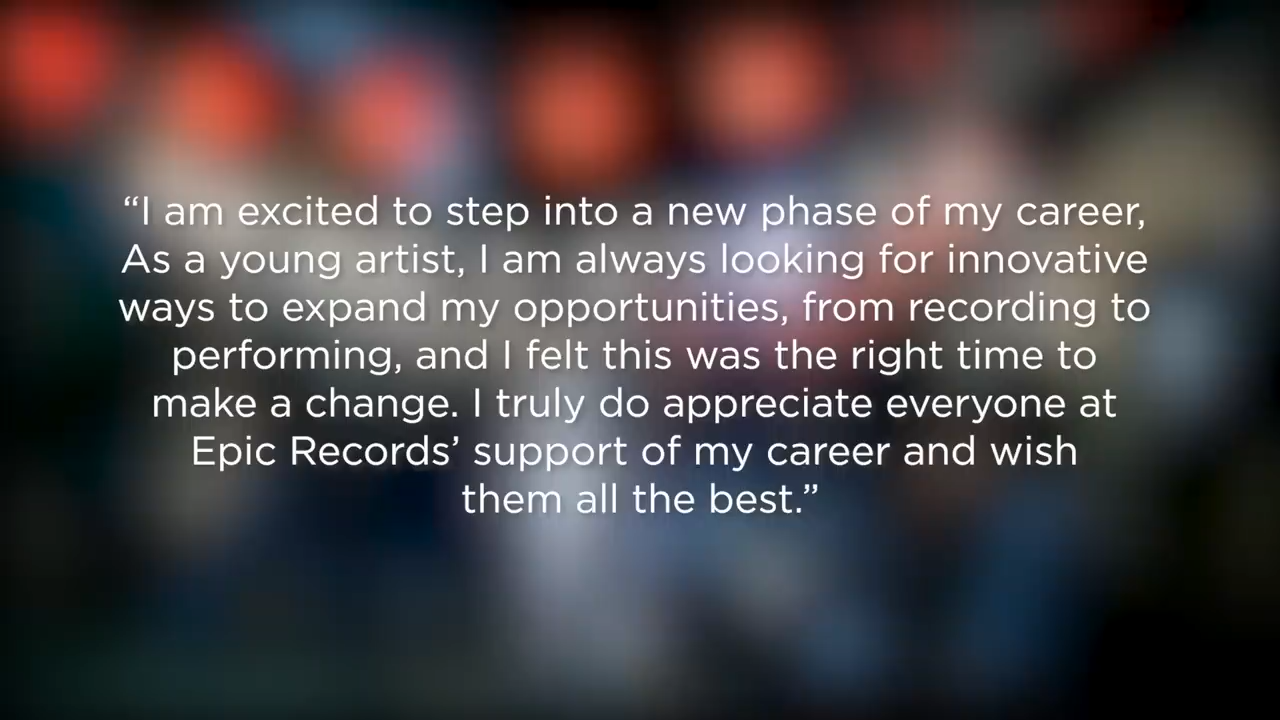 “I am excited to step into a new phase of my career,
As a young artist, I am always looking for innovative
ways to expand my opportunities, from recording to
performing, and I felt this was the right time to
make a change. I truly do appreciate everyone at
Epic Records’ support of my career and wish
them all the best.”